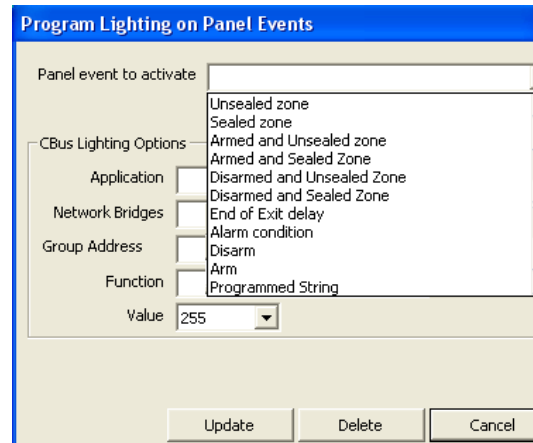 Program Lighting on Panel Events
Panel event to activate
Unsealed zone
Sealed zone
Armed and Unsealed zone
Armed and Sealed Zone
Disarmed and Unsealed Zone
Disarmed and Sealed Zone
End of Exit delay
Alarm condition
Disarm
Arm
Programmed String
CBus Lighting Options
Application
Network Bridges
Group Address
Function
Value 255
Update Delete Cancel